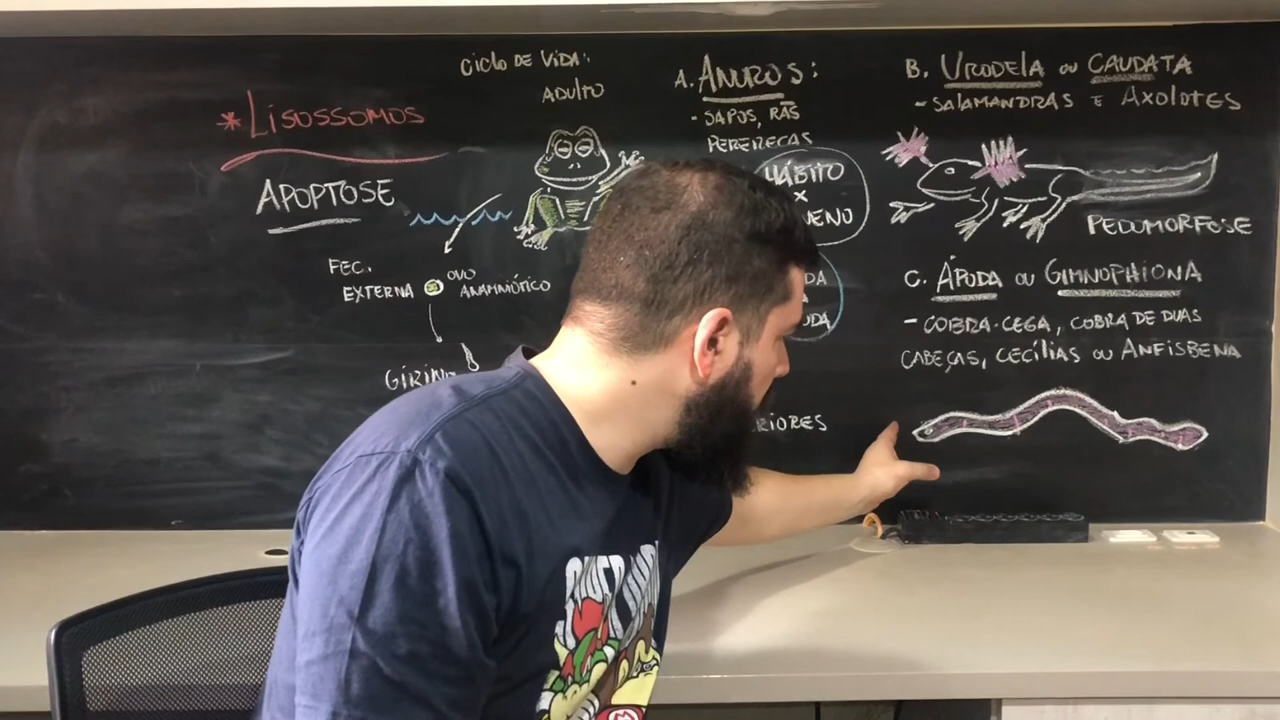 * LISOSSOMOS
APOPTOSE
CICLO DE VIDA:
ADULTO
FEC.
EXTERNA
OVO
ANAMNIÓTICO
A. ANUROS:
- SAPOS, RÃS
PERERECAS
HÁBITO
X
B. URODELA OU CAUDATA
- SALAMANDRAS E AXOLOTES
PEDOMORFOSE
C. ÁPODA OU GIMNOPHIONA
- COBRA-CEGA, COBRA DE DUAS
CABEÇAS, CECÍLIAS OU ANFISBENA